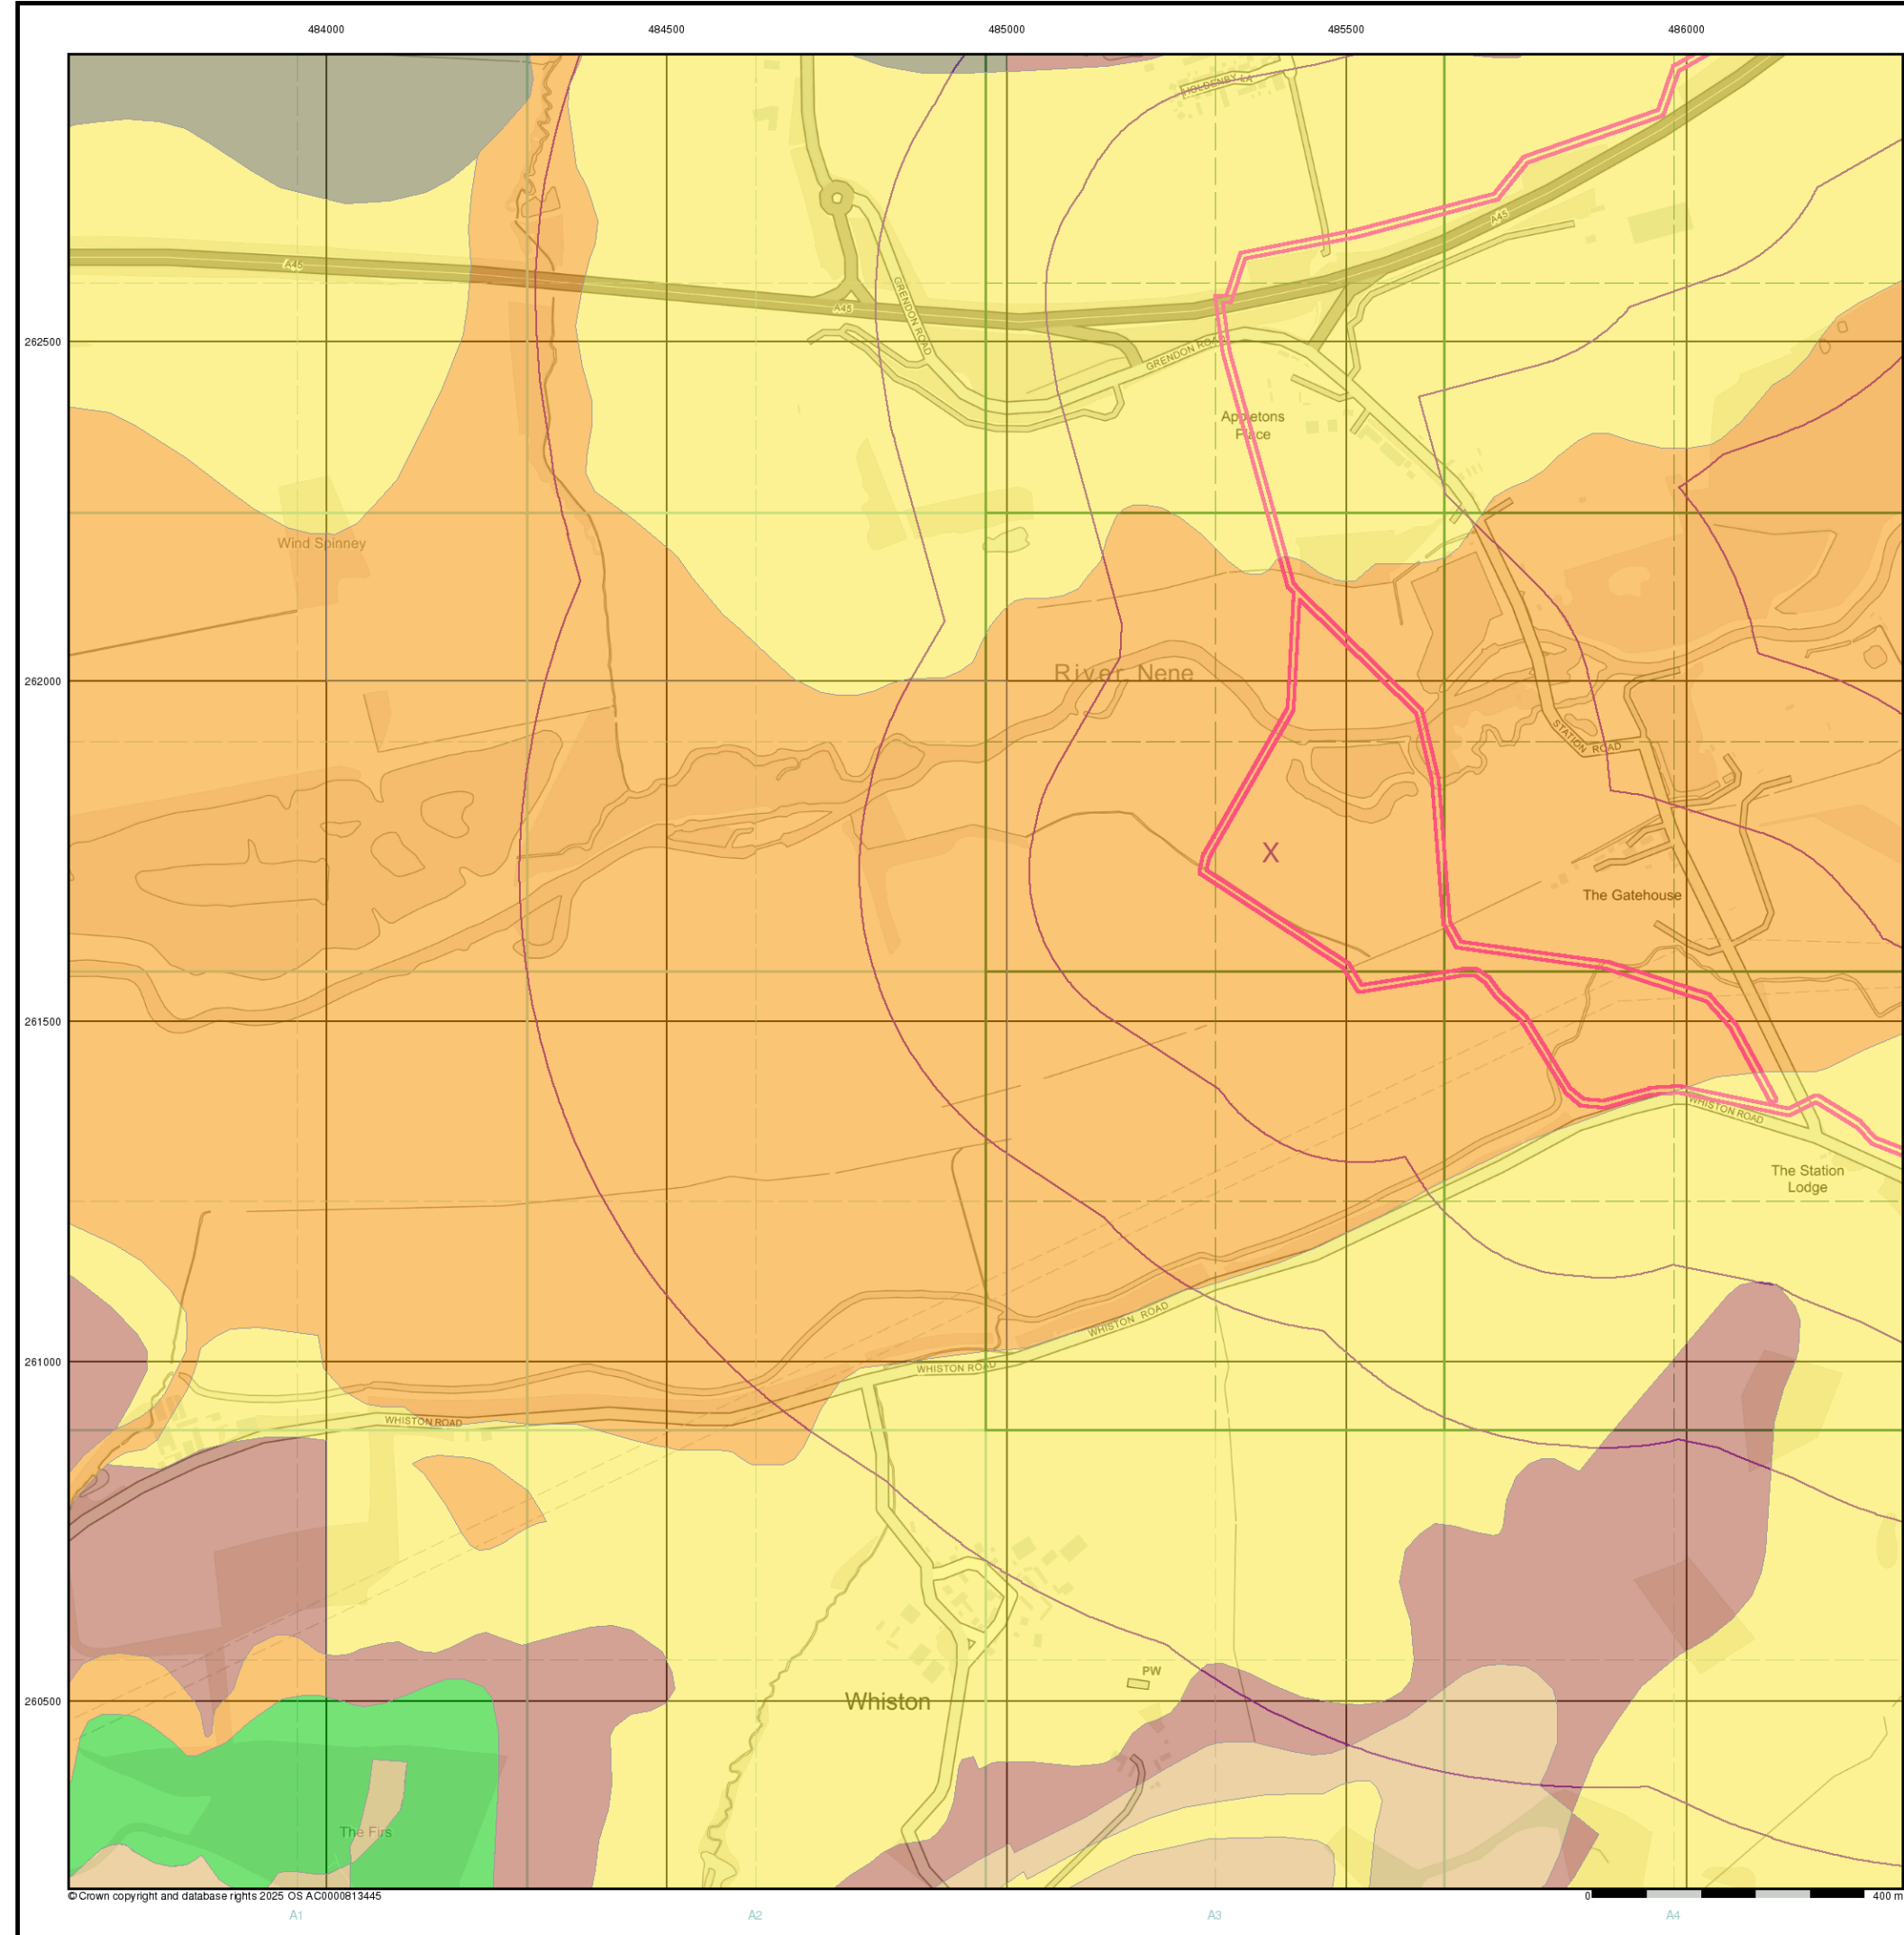 484000 484500 485000 485500 486000
HOLDENBY LA
A45
A45
262500
A45
GRENDON ROAD
GRENDON ROAD
Appletons
Place
Wind Spinney
262000
River Nene
STATION ROAD
X
The Gatehouse
261500
WHISTON ROAD
The Station
Lodge
WHISTON ROAD
261000
WHISTON ROAD
WHISTON ROAD
PW
260500
Whiston
The Firs
© Crown copyright and database rights 2025 OS AC0000813445
0 400 m
A1 A2 A3 A4